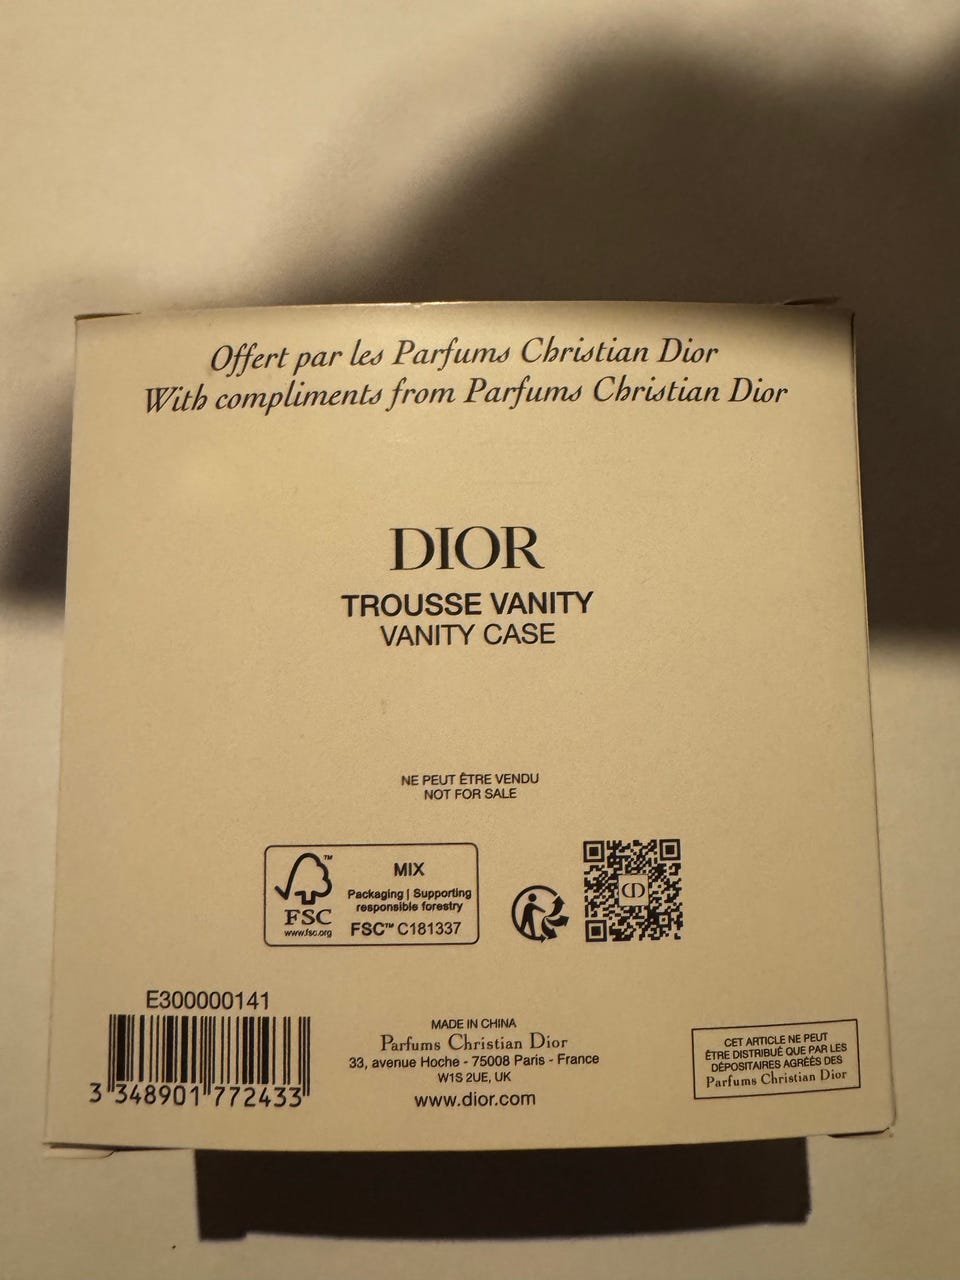 Offert par les Parfums Christian Dior
With compliments from Parfums Christian Dior
DIOR
TROUSSE VANITY
VANITY CASE
NE PEUT ÊTRE VENDU
NOT FOR SALE
FSC
www.fsc.org
MIX
Packaging | Supporting
responsible forestry
FSC™ C181337
CD
E300000141
3 348901 772433
MADE IN CHINA
Parfums Christian Dior
33, avenue Hoche - 75008 Paris - France
W1S 2UE, UK
www.dior.com
CET ARTICLE NE PEUT
ÊTRE DISTRIBUÉ QUE PAR LES
DÉPOSITAIRES AGRÉÉS DES
Parfums Christian Dior